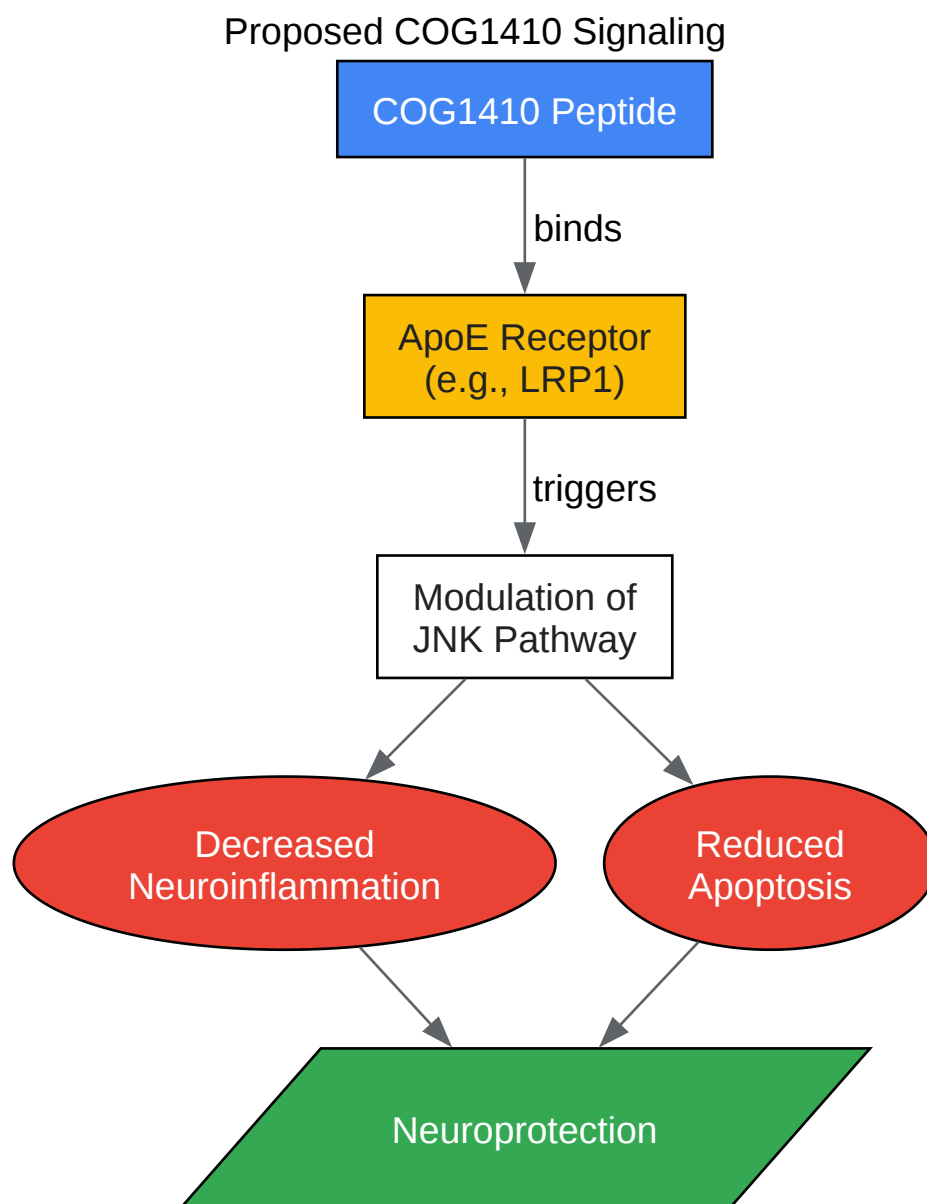 Proposed COG1410 Signaling
COG1410 Peptide
binds
ApoE Receptor
(e.g., LRP1)
triggers
Modulation of
JNK Pathway
Decreased
Neuroinflammation
Reduced
Apoptosis
Neuroprotection